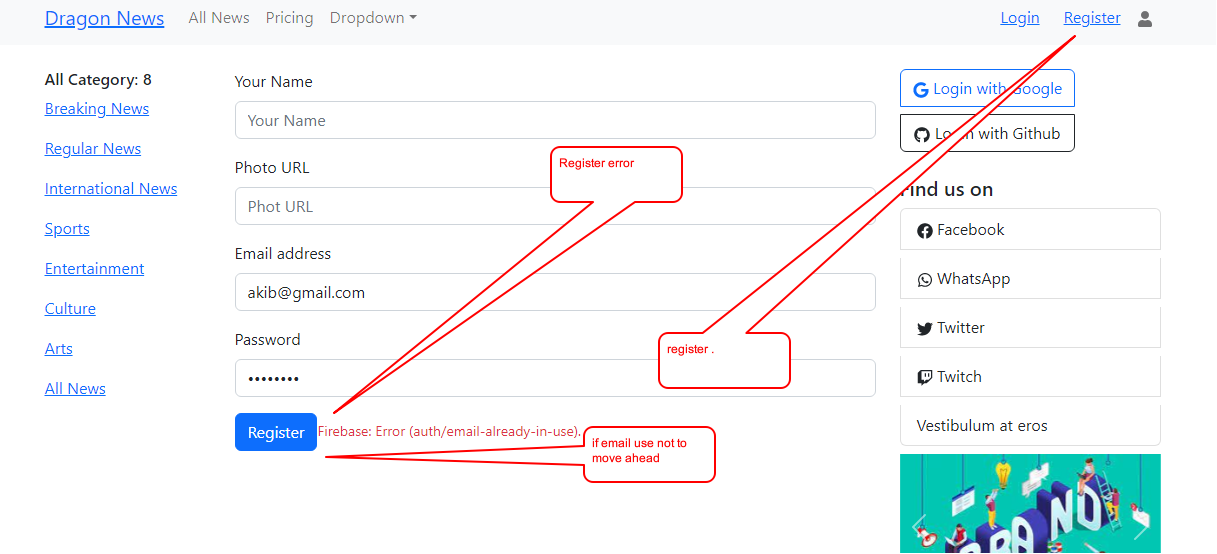 Dragon News All News Pricing Dropdown Login Register
All Category: 8
Breaking News
Regular News
International News
Sports
Entertainment
Culture
Arts
All News
Your Name
Your Name
Photo URL
Phot URL
Email address
akib@gmail.com
Password
••••••••
Register Firebase: Error (auth/email-already-in-use).
Register error
register .
if email use not to
move ahead
Login with Google
Login with Github
Find us on
Facebook
WhatsApp
Twitter
Twitch
Vestibulum at eros
BRAND